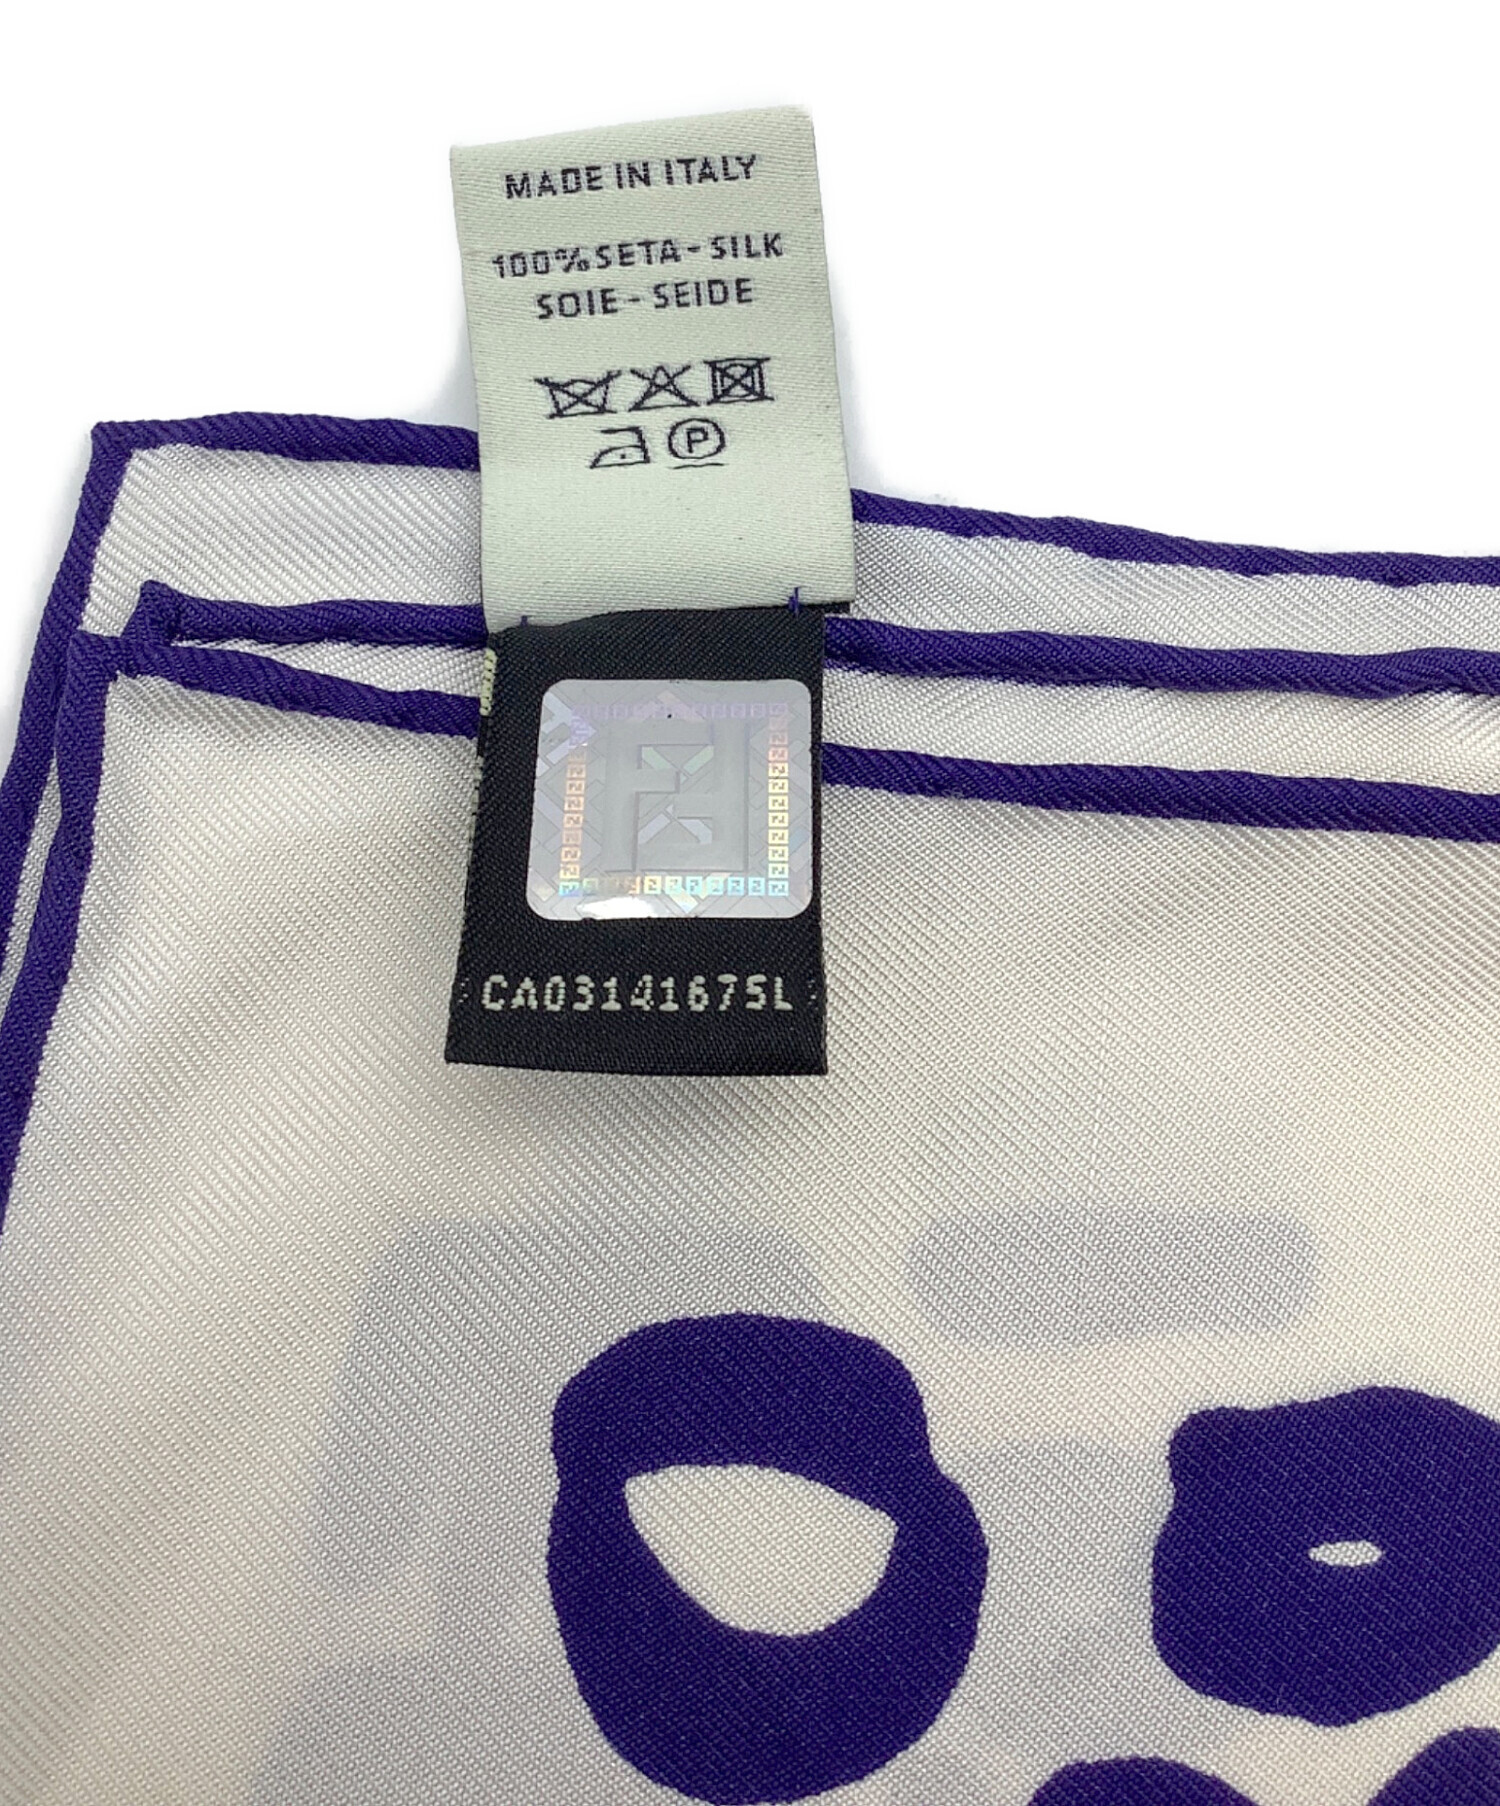 MADE IN ITALY
100% SETA - SILK
SOIE - SEIDE
P
CA03141675L